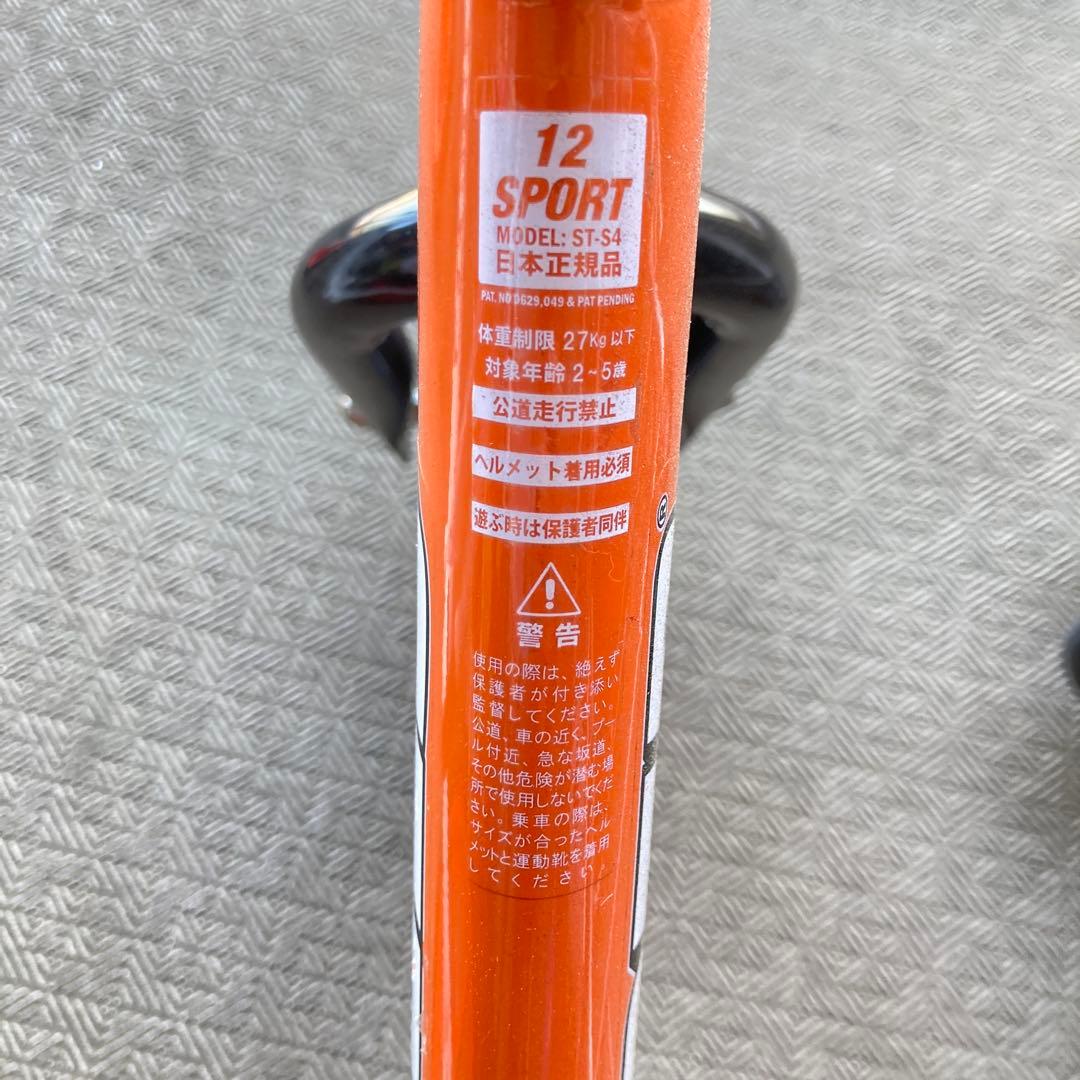 12
SPORT
MODEL: ST-S4
日本正規品
PAT. NO D629,049 & PAT PENDING
体重制限 27Kg 以下
対象年齢 2～5歳
公道走行禁止
ヘルメット着用必須
遊ぶ時は保護者同伴
®
警告
使用の際は、絶えず
保護者が付き添い
監督してください。
公道、車の近く、プー
ル付近、急な坂道、
その他危険が潜む場
所で使用しないでくだ
さい。乗車の際は、
サイズが合ったヘル
メットと運動靴を着用
してください。